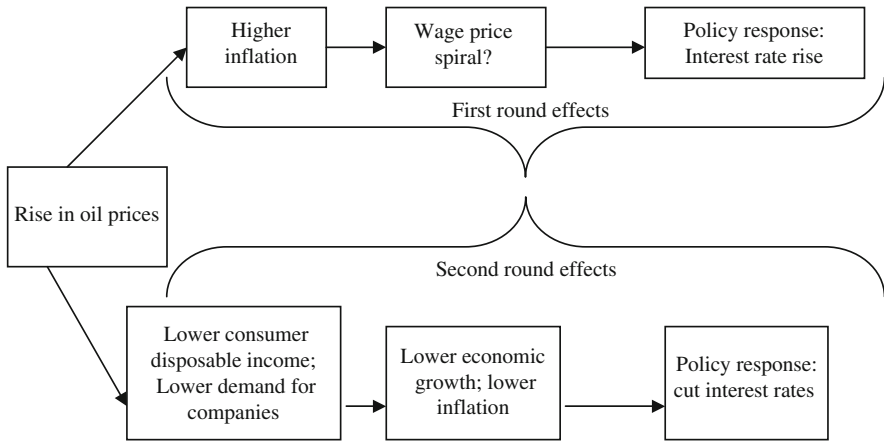 Higher
inflation
Wage price
spiral?
Policy response:
Interest rate rise
First round effects
Rise in oil prices
Second round effects
Lower consumer
disposable income;
Lower demand for
companies
Lower economic
growth; lower
inflation
Policy response:
cut interest rates